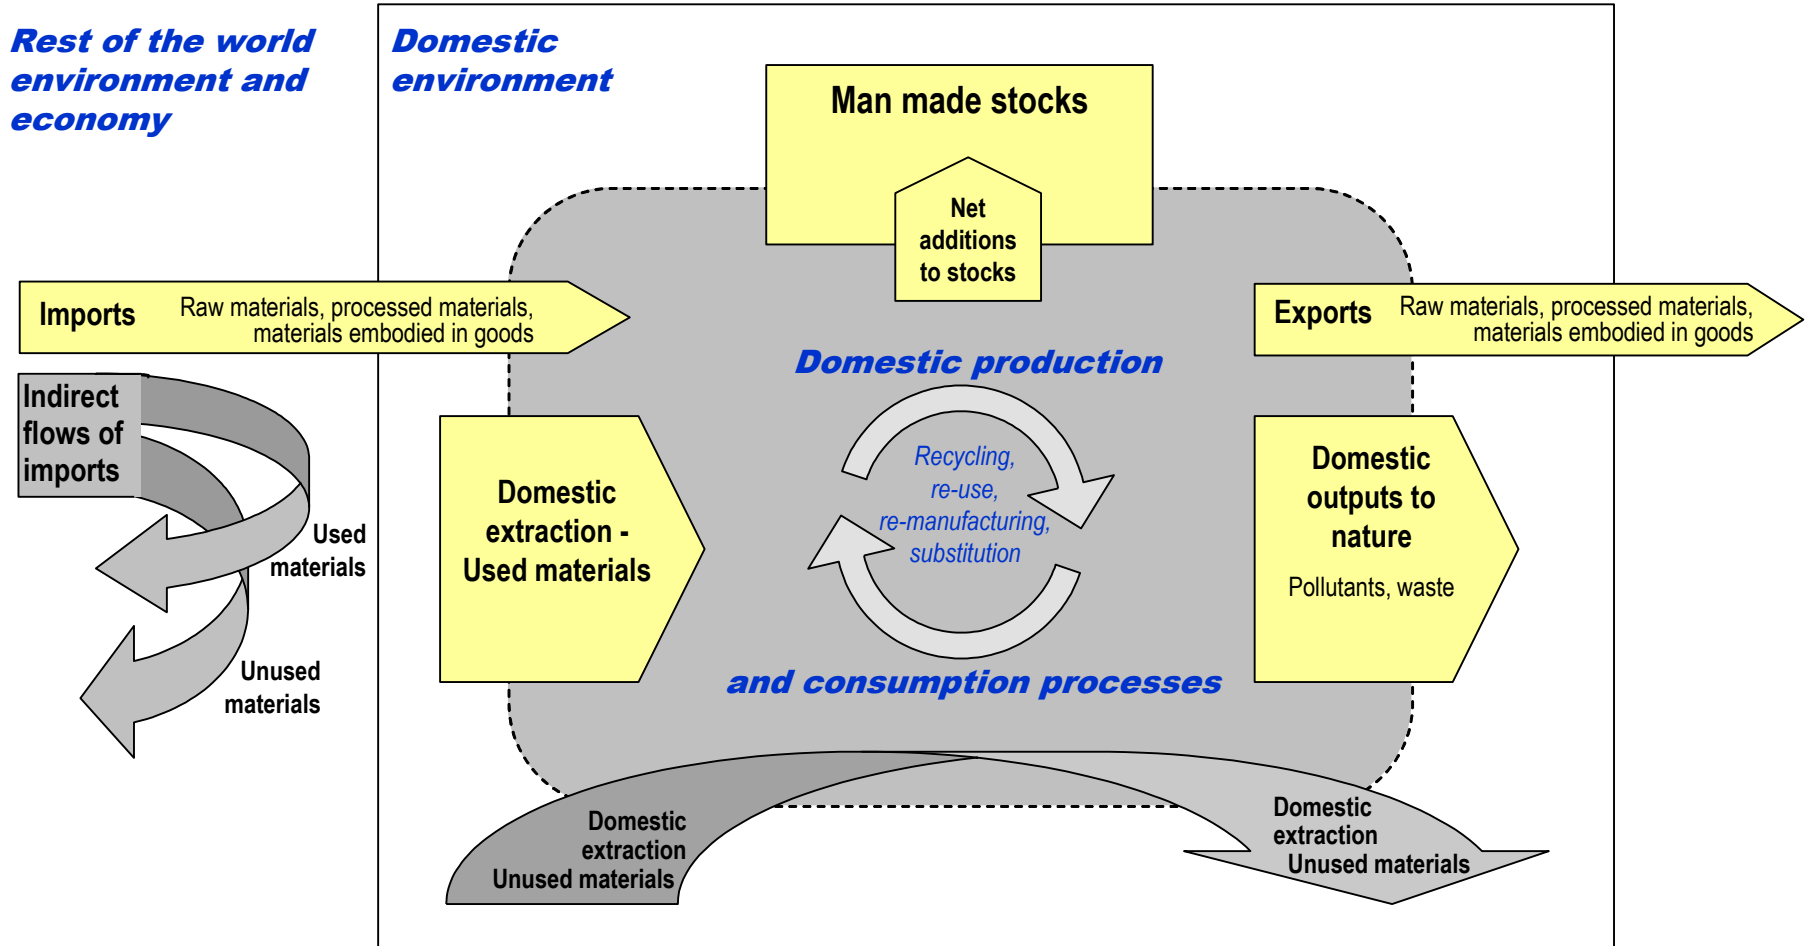 Rest of the world
environment and
economy
Domestic
environment
Man made stocks
Net
additions
to stocks
Imports
Raw materials, processed materials,
materials embodied in goods
Exports
Raw materials, processed materials,
materials embodied in goods
Indirect
flows of
imports
Used
materials
Unused
materials
Domestic
extraction -
Used materials
Domestic production
Recycling,
re-use,
re-manufacturing,
substitution
and consumption processes
Domestic
outputs to
nature
Pollutants, waste
Domestic
extraction
Unused materials
Domestic
extraction
Unused materials